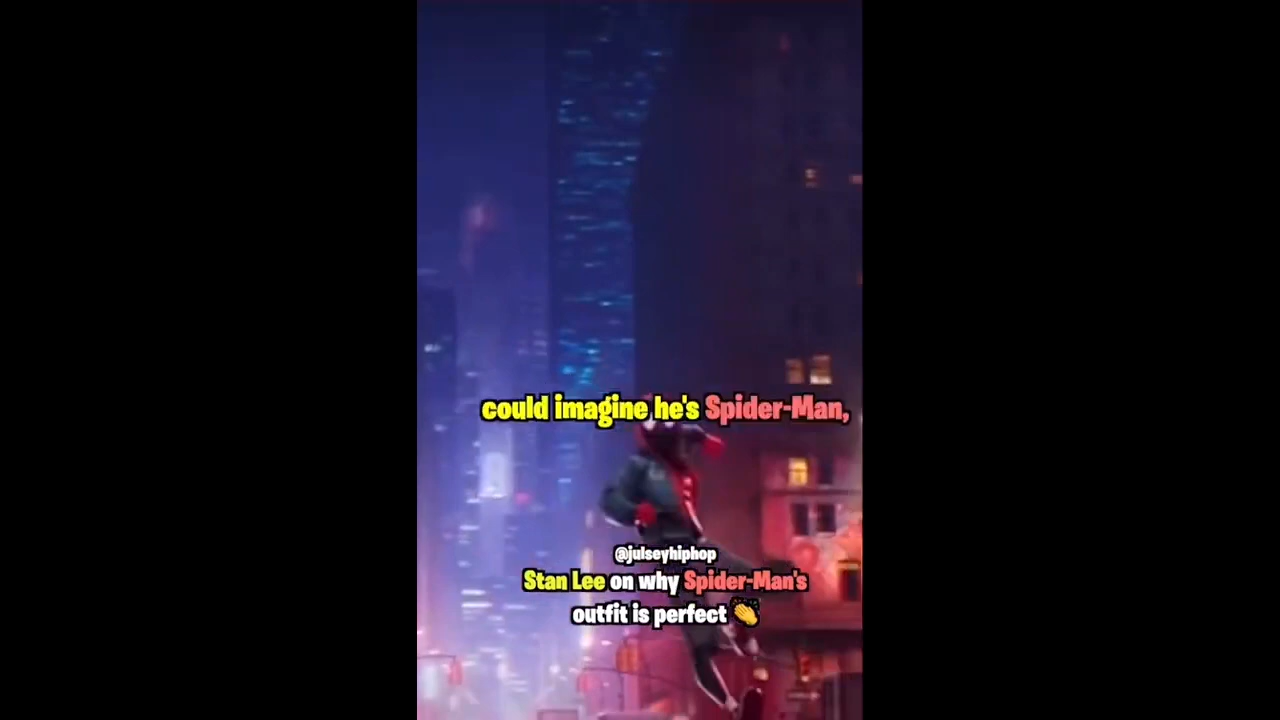 could imagine he's Spider-Man,
@julseyhiphop
Stan Lee on why Spider-Man's
outfit is perfect 👏